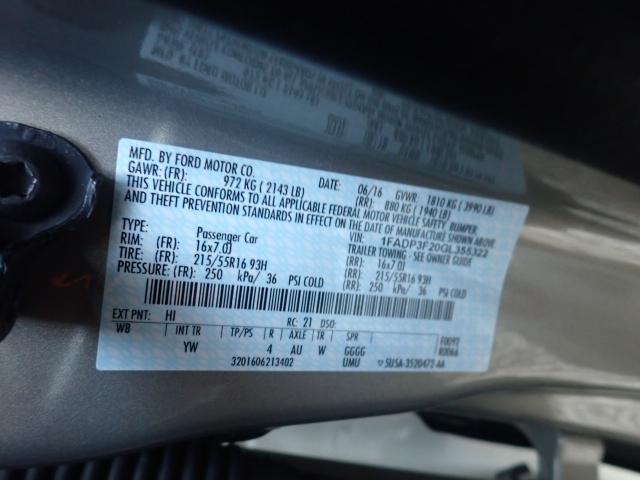 MFD. BY FORD MOTOR CO.
DATE: 06/16 GVWR: 1810 KG ( 3990 LB)
GAWR: (FR): 972 KG ( 2143 LB) (RR): 880 KG ( 1940 LB)
THIS VEHICLE CONFORMS TO ALL APPLICABLE FEDERAL MOTOR VEHICLE SAFETY BUMPER
AND THEFT PREVENTION STANDARDS IN EFFECT ON THE DATE OF MANUFACTURE SHOWN ABOVE.
VIN: 1FADP3F20GL355322
TYPE: Passenger Car TRAILER TOWING - SEE OWNER GUIDE
RIM: (FR): 16x7.0J (RR): 16x7.0J
TIRE: (FR): 215/55R16 93H (RR): 215/55R16 93H
PRESSURE: (FR): 250 kPa/ 36 PSI COLD (RR): 250 kPa/ 36 PSI COLD
EXT PNT: HI RC: 21 DSO:
WB INT TR TP/PS R AXLE TR SPR
YW 4 AU W GGGG
3201606213402 UMU 5U5A-3520472-AA